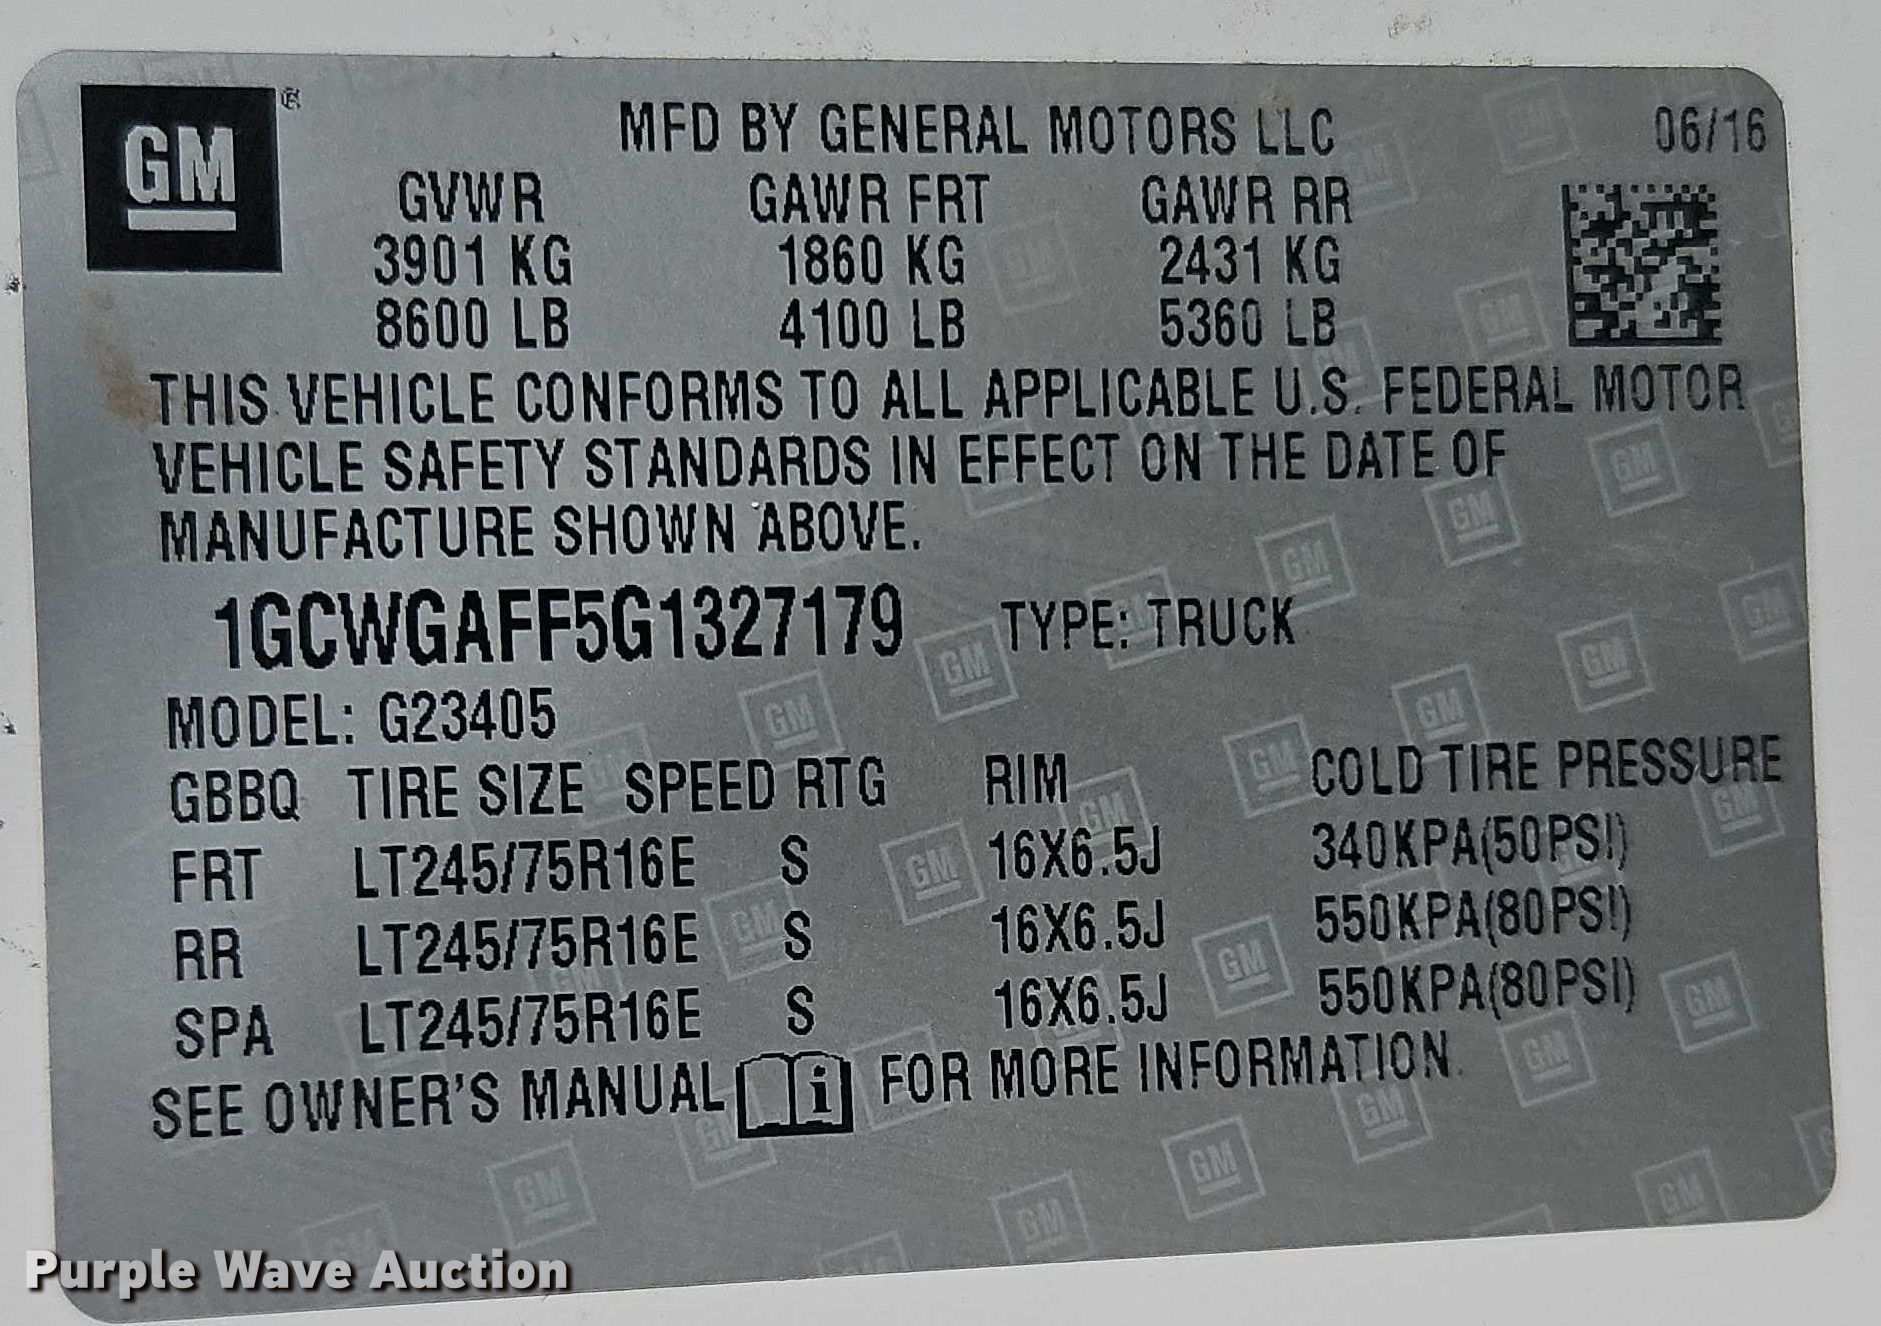 GM®
MFD BY GENERAL MOTORS LLC 06/16
GVWR GAWR FRT GAWR RR
3901 KG 1860 KG 2431 KG
8600 LB 4100 LB 5360 LB
THIS VEHICLE CONFORMS TO ALL APPLICABLE U.S. FEDERAL MOTOR
VEHICLE SAFETY STANDARDS IN EFFECT ON THE DATE OF
MANUFACTURE SHOWN ABOVE.
1GCWGAFF5G1327179 TYPE: TRUCK
MODEL: G23405
GBBQ TIRE SIZE SPEED RTG RIM COLD TIRE PRESSURE
FRT LT245/75R16E S 16X6.5J 340KPA(50PSI)
RR LT245/75R16E S 16X6.5J 550KPA(80PSI)
SPA LT245/75R16E S 16X6.5J 550KPA(80PSI)
SEE OWNER'S MANUAL i FOR MORE INFORMATION.
Purple Wave Auction